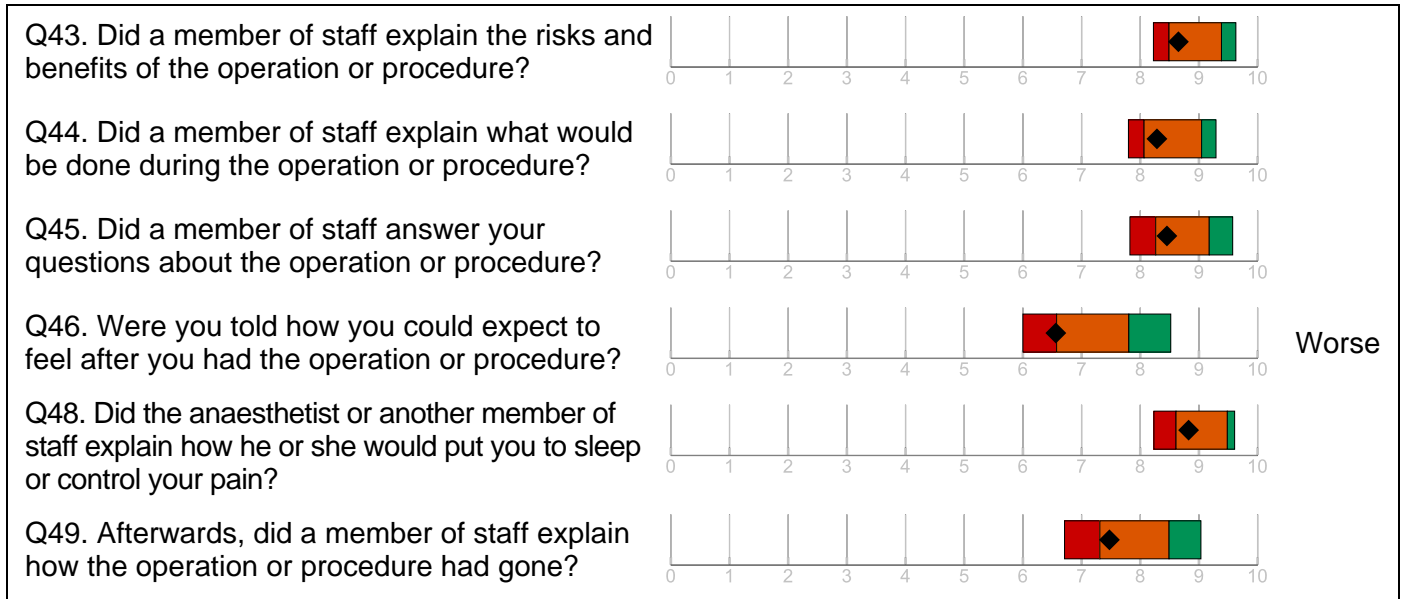 Q43. Did a member of staff explain the risks and
benefits of the operation or procedure?
0 1 2 3 4 5 6 7 8 9 10
Q44. Did a member of staff explain what would
be done during the operation or procedure?
0 1 2 3 4 5 6 7 8 9 10
Q45. Did a member of staff answer your
questions about the operation or procedure?
0 1 2 3 4 5 6 7 8 9 10
Q46. Were you told how you could expect to
feel after you had the operation or procedure?
Worse
0 1 2 3 4 5 6 7 8 9 10
Q48. Did the anaesthetist or another member of
staff explain how he or she would put you to sleep
or control your pain?
0 1 2 3 4 5 6 7 8 9 10
Q49. Afterwards, did a member of staff explain
how the operation or procedure had gone?
0 1 2 3 4 5 6 7 8 9 10